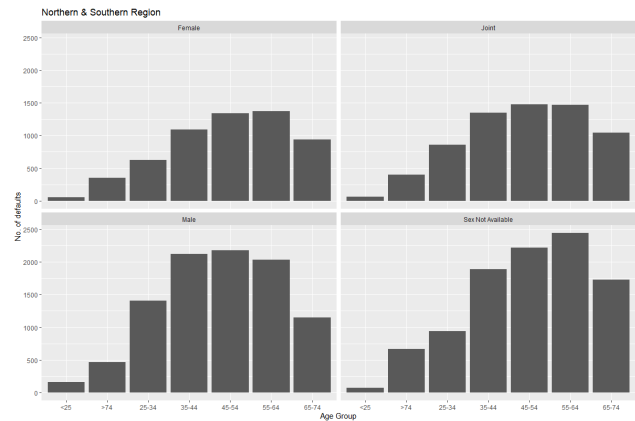 Northern & Southern Region
Female
Joint
2500
2000
1500
1000
500
0
Male
Sex Not Available
2500
2000
1500
1000
500
0
No. of defaults
<25 >74 25-34 35-44 45-54 55-64 65-74
<25 >74 25-34 35-44 45-54 55-64 65-74
Age Group